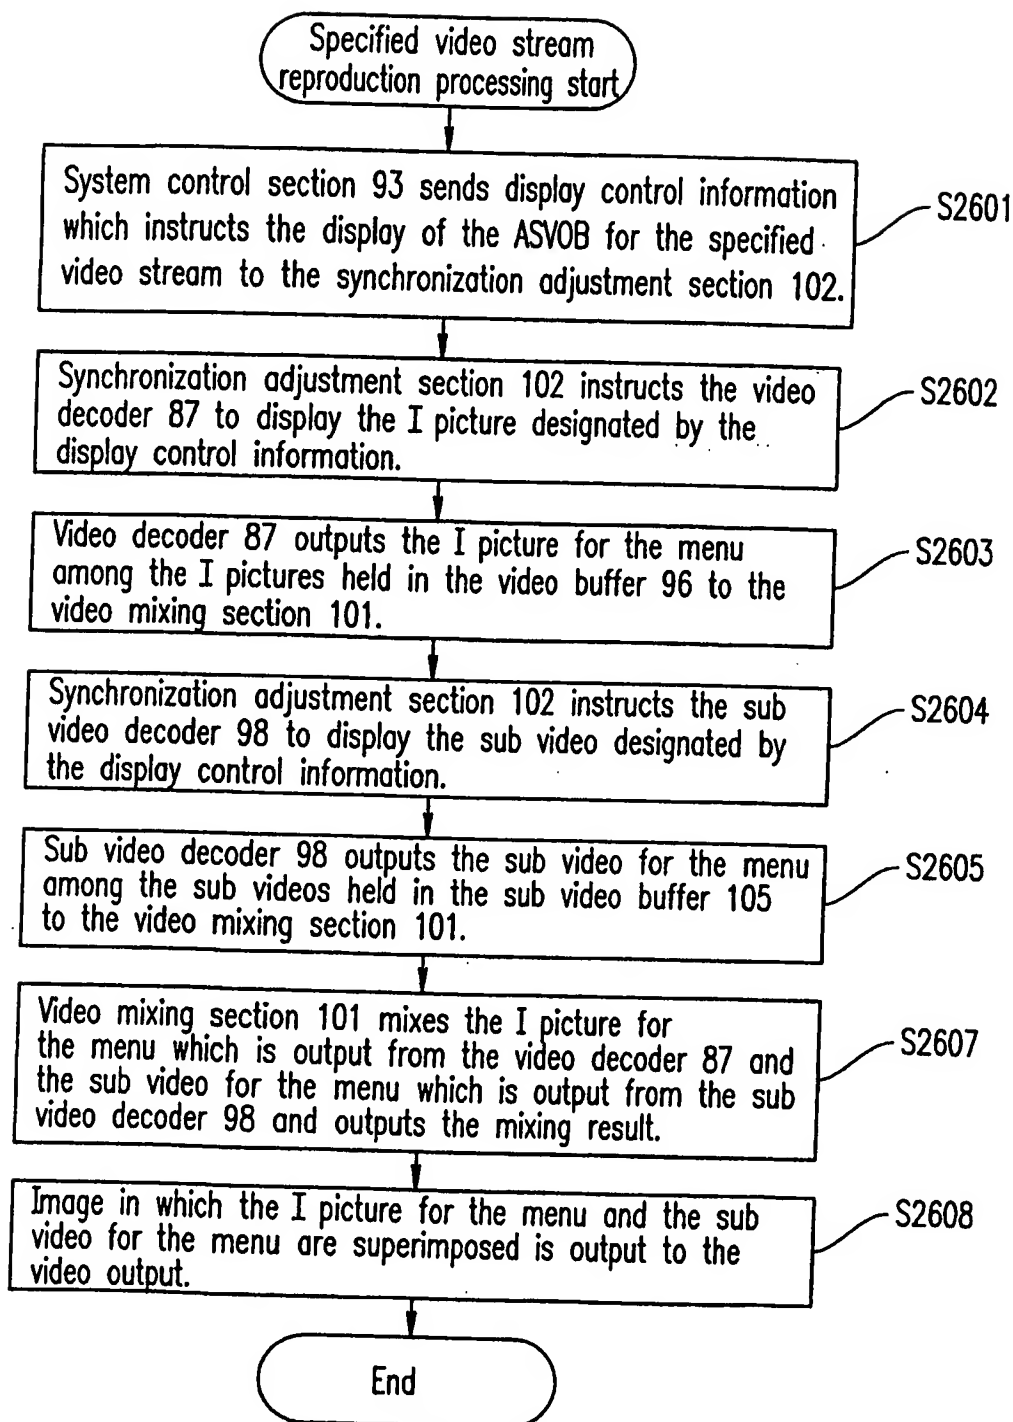 Specified video stream
reproduction processing start
System control section 93 sends display control information
which instructs the display of the ASVOB for the specified
video stream to the synchronization adjustment section 102.
S2601
Synchronization adjustment section 102 instructs the video
decoder 87 to display the I picture designated by the
display control information.
S2602
Video decoder 87 outputs the I picture for the menu
among the I pictures held in the video buffer 96 to the
video mixing section 101.
S2603
Synchronization adjustment section 102 instructs the sub
video decoder 98 to display the sub video designated by
the display control information.
S2604
Sub video decoder 98 outputs the sub video for the menu
among the sub videos held in the sub video buffer 105
to the video mixing section 101.
S2605
Video mixing section 101 mixes the I picture for
the menu which is output from the video decoder 87 and
the sub video for the menu which is output from the sub
video decoder 98 and outputs the mixing result.
S2607
Image in which the I picture for the menu and the sub
video for the menu are superimposed is output to the
video output.
S2608
End